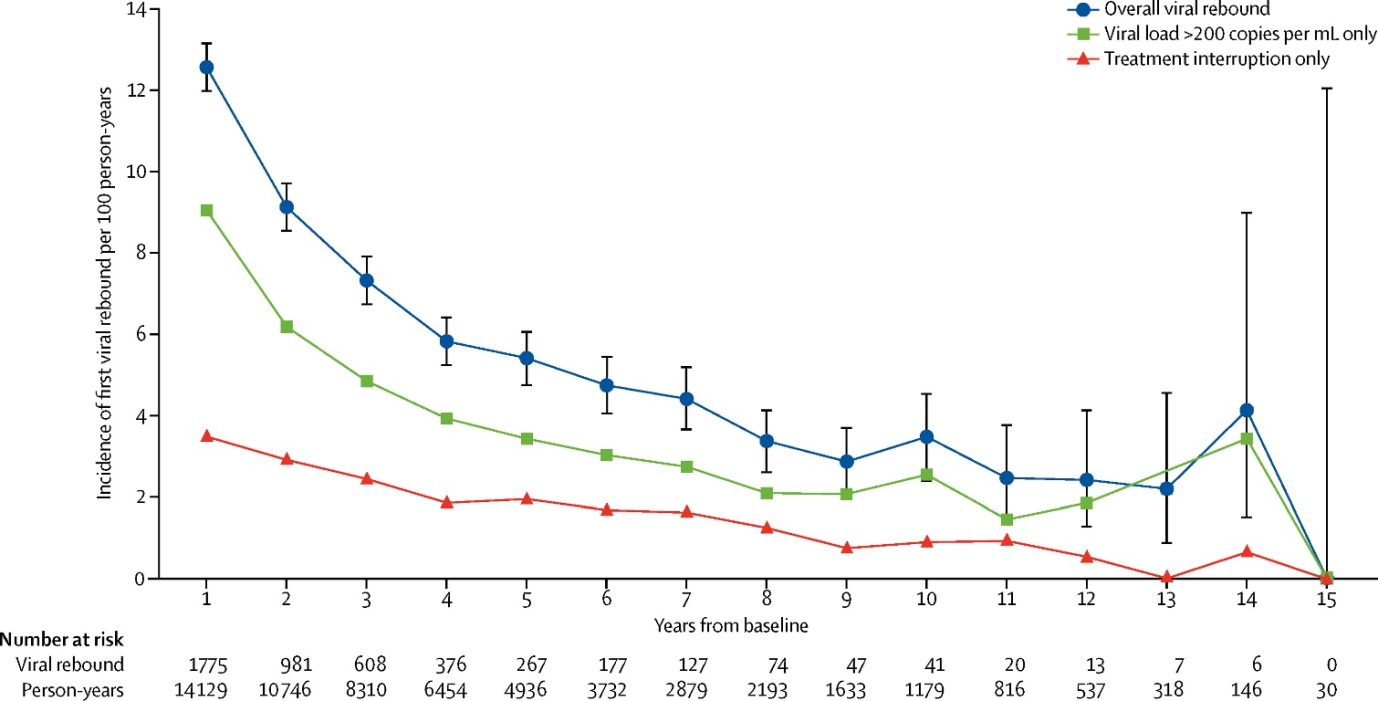 Overall viral rebound
Viral load >200 copies per mL only
Treatment interruption only
Incidence of first viral rebound per 100 person-years
14
12
10
8
6
4
2
0
1 2 3 4 5 6 7 8 9 10 11 12 13 14 15
Years from baseline
Number at risk
Viral rebound 1775 981 608 376 267 177 127 74 47 41 20 13 7 6 0
Person-years 14129 10746 8310 6454 4936 3732 2879 2193 1633 1179 816 537 318 146 30